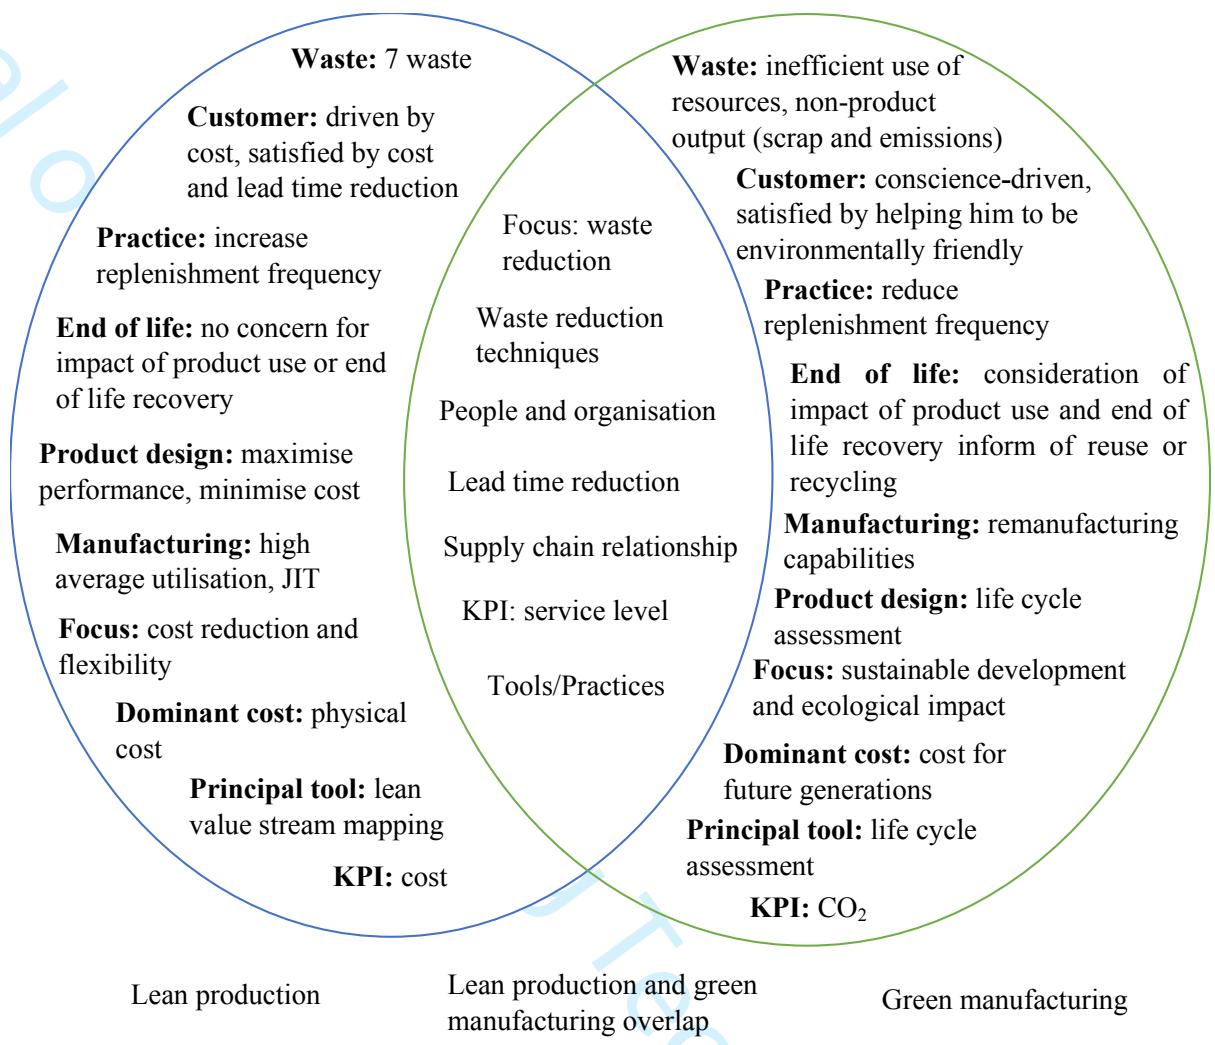 Waste: 7 waste
Customer: driven by
cost, satisfied by cost
and lead time reduction
Practice: increase
replenishment frequency
End of life: no concern for
impact of product use or end
of life recovery
Product design: maximise
performance, minimise cost
Manufacturing: high
average utilisation, JIT
Focus: cost reduction and
flexibility
Dominant cost: physical
cost
Principal tool: lean
value stream mapping
KPI: cost
Focus: waste
reduction
Waste reduction
techniques
People and organisation
Lead time reduction
Supply chain relationship
KPI: service level
Tools/Practices
Waste: inefficient use of
resources, non-product
output (scrap and emissions)
Customer: conscience-driven,
satisfied by helping him to be
environmentally friendly
Practice: reduce
replenishment frequency
End of life: consideration of
impact of product use and end of
life recovery inform of reuse or
recycling
Manufacturing: remanufacturing
capabilities
Product design: life cycle
assessment
Focus: sustainable development
and ecological impact
Dominant cost: cost for
future generations
Principal tool: life cycle
assessment
KPI: CO₂
Lean production
Lean production and green
manufacturing overlap
Green manufacturing